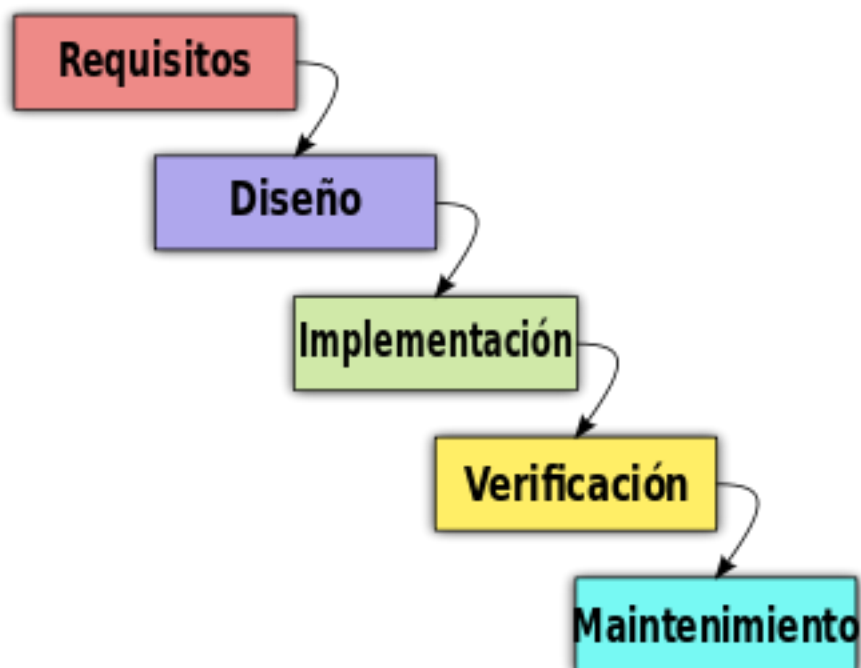 Requisitos
Diseño
Implementación
Verificación
Maintenimiento